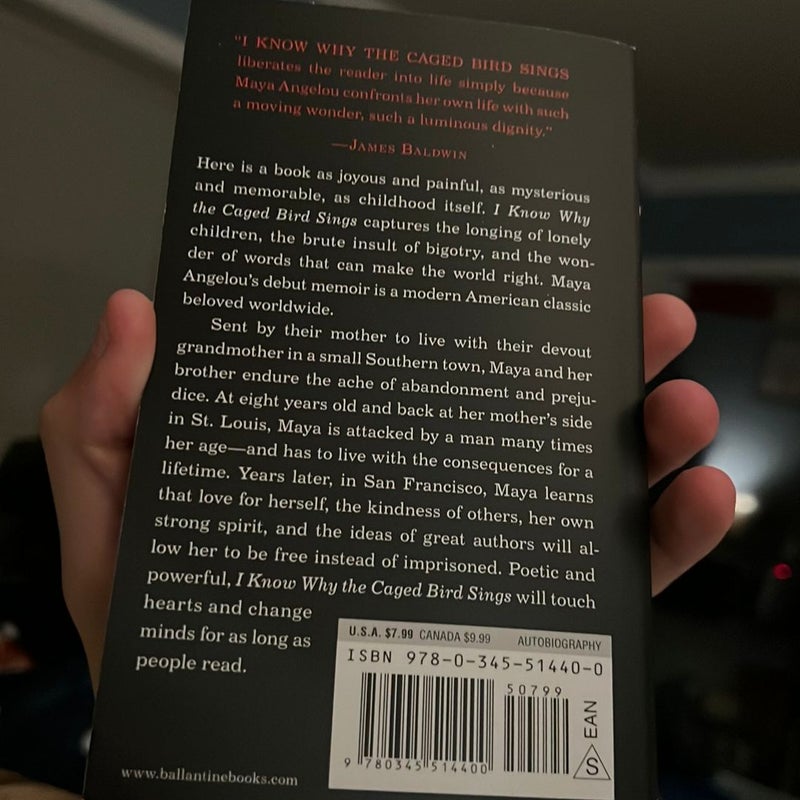 "I KNOW WHY THE CAGED BIRD SINGS
liberates the reader into life simply because
Maya Angelou confronts her own life with such
a moving wonder, such a luminous dignity."
—JAMES BALDWIN
Here is a book as joyous and painful, as mysterious
and memorable, as childhood itself. I Know Why
the Caged Bird Sings captures the longing of lonely
children, the brute insult of bigotry, and the won-
der of words that can make the world right. Maya
Angelou's debut memoir is a modern American classic
beloved worldwide.
Sent by their mother to live with their devout
grandmother in a small Southern town, Maya and her
brother endure the ache of abandonment and preju-
dice. At eight years old and back at her mother's side
in St. Louis, Maya is attacked by a man many times
her age—and has to live with the consequences for a
lifetime. Years later, in San Francisco, Maya learns
that love for herself, the kindness of others, her own
strong spirit, and the ideas of great authors will al-
low her to be free instead of imprisoned. Poetic and
powerful, I Know Why the Caged Bird Sings will touch
hearts and change
minds for as long as
people read.
U.S.A. $7.99 CANADA $9.99 AUTOBIOGRAPHY
ISBN 978-0-345-51440-0
50799
9 780345 514400
EAN
S
www.ballantinebooks.com